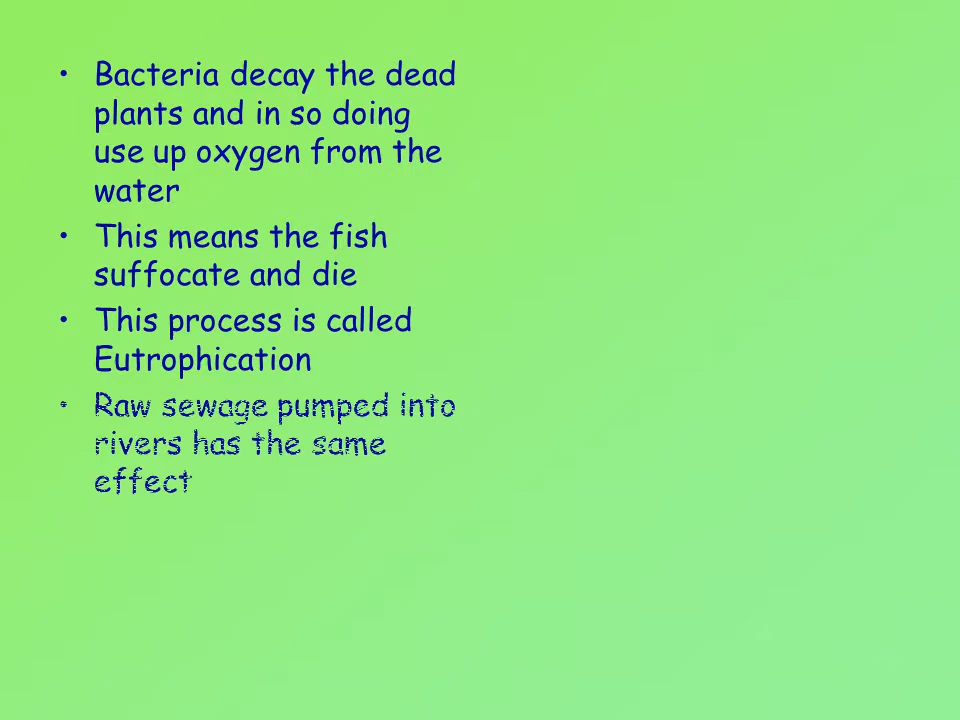 • Bacteria decay the dead
plants and in so doing
use up oxygen from the
water
• This means the fish
suffocate and die
• This process is called
Eutrophication
• Raw sewage pumped into
rivers has the same
effect